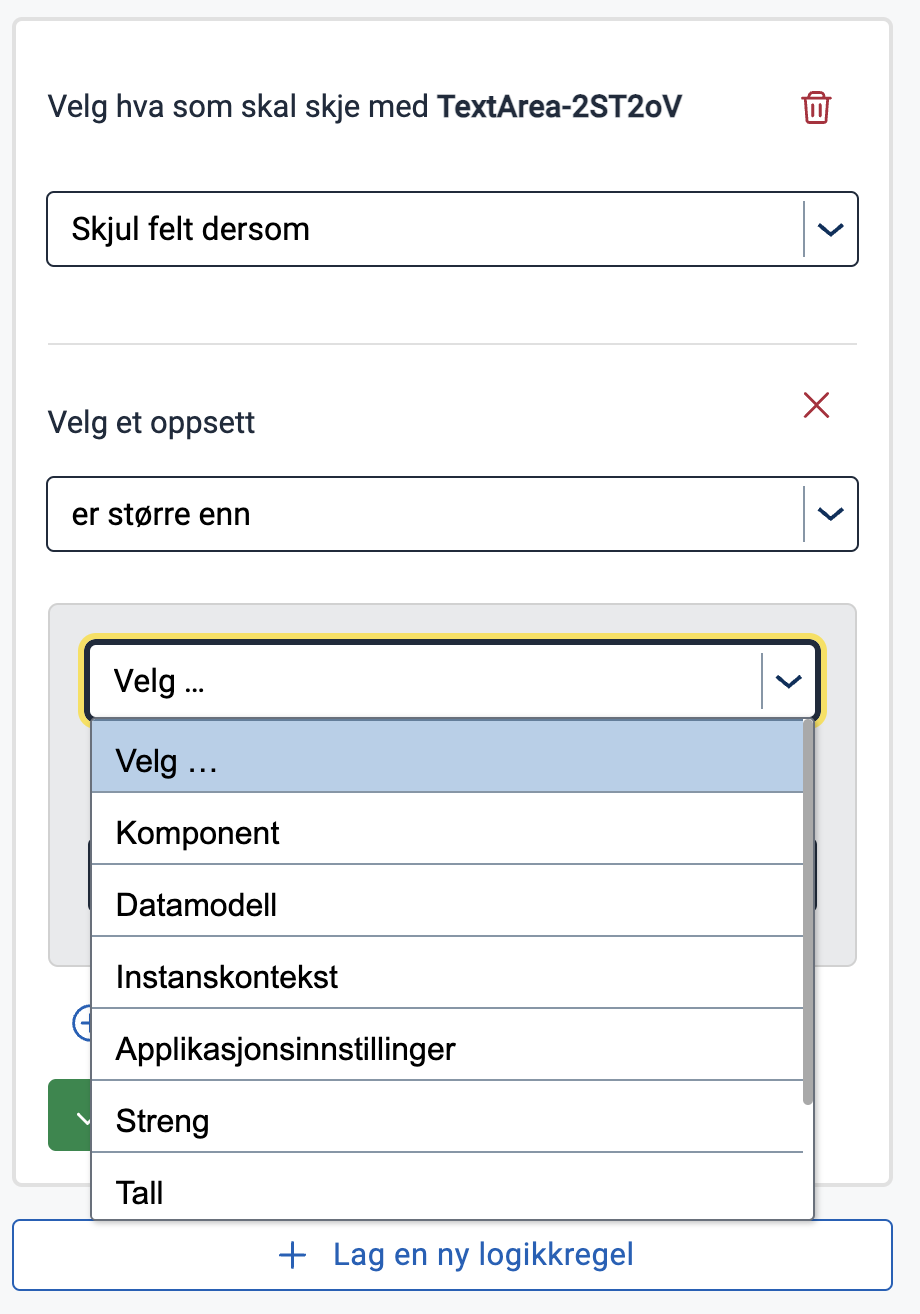 Velg hva som skal skje med TextArea-2ST2oV
Skjul felt dersom
Velg et oppsett
er større enn
Velg ...
Velg ...
Komponent
Datamodell
Instanskontekst
Applikasjonsinnstillinger
Streng
Tall
Lag en ny logikkregel